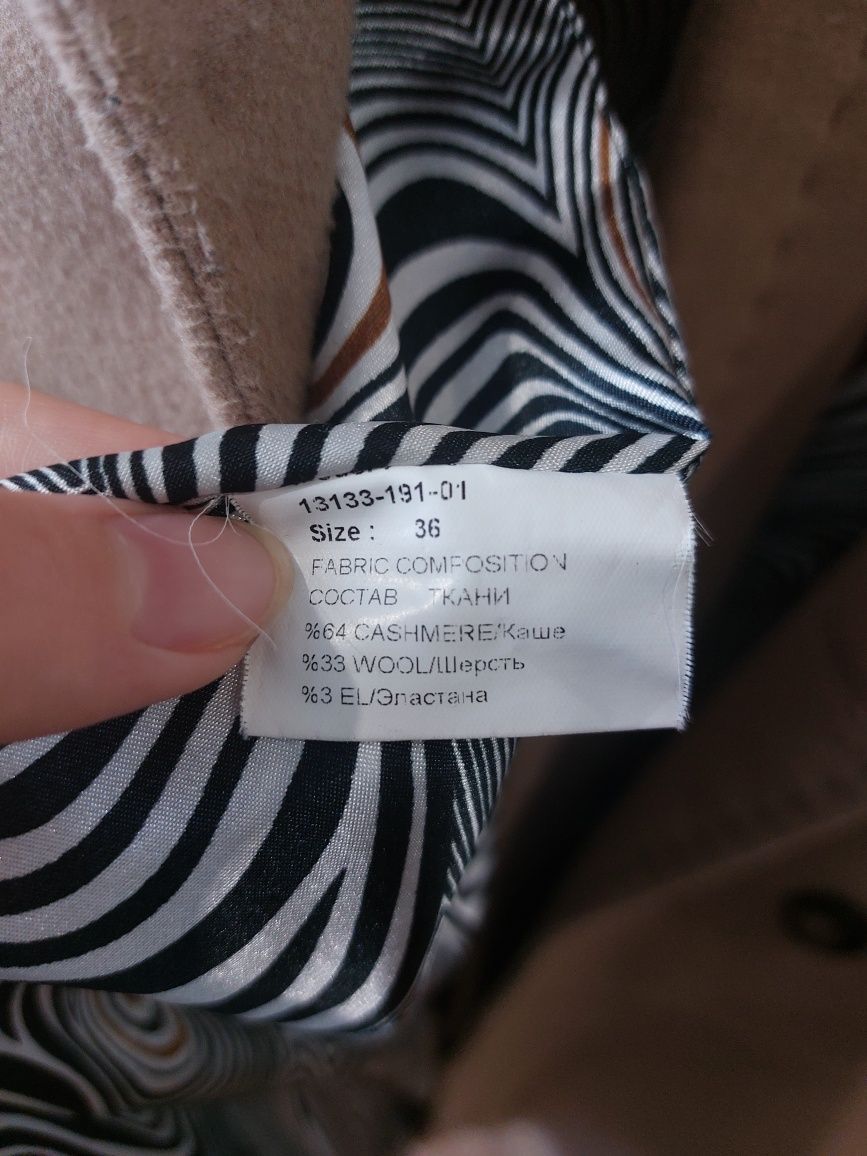 13133-191-01
Size : 36
FABRIC COMPOSITION
СОСТАВ ТКАНИ
%64 CASHMERE/Каше
%33 WOOL/Шерсть
%3 EL/Эластана